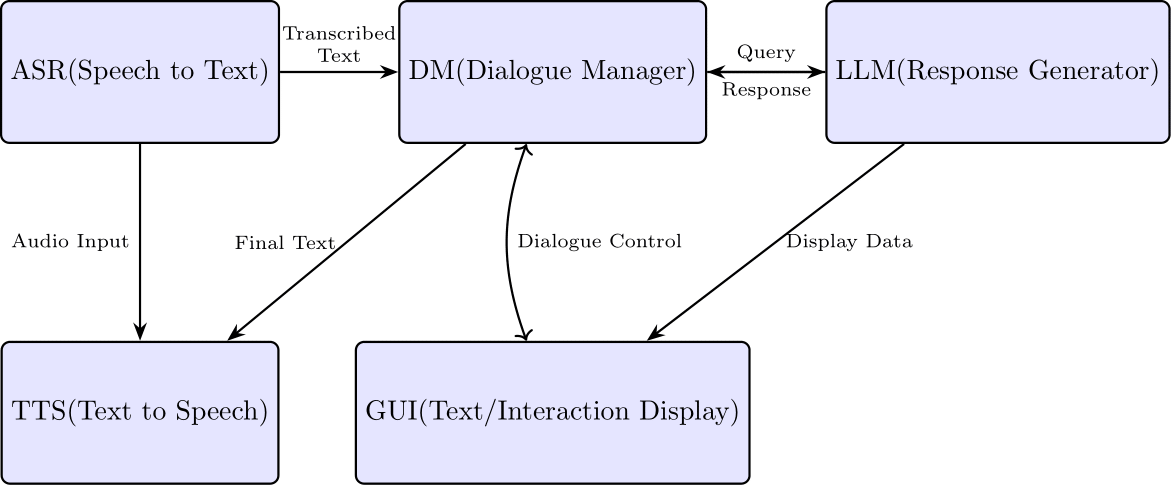 Transcribed
Text
ASR(Speech to Text)
DM(Dialogue Manager)
Query
Response
LLM(Response Generator)
Audio Input
Final Text
Dialogue Control
Display Data
TTS(Text to Speech)
GUI(Text/Interaction Display)